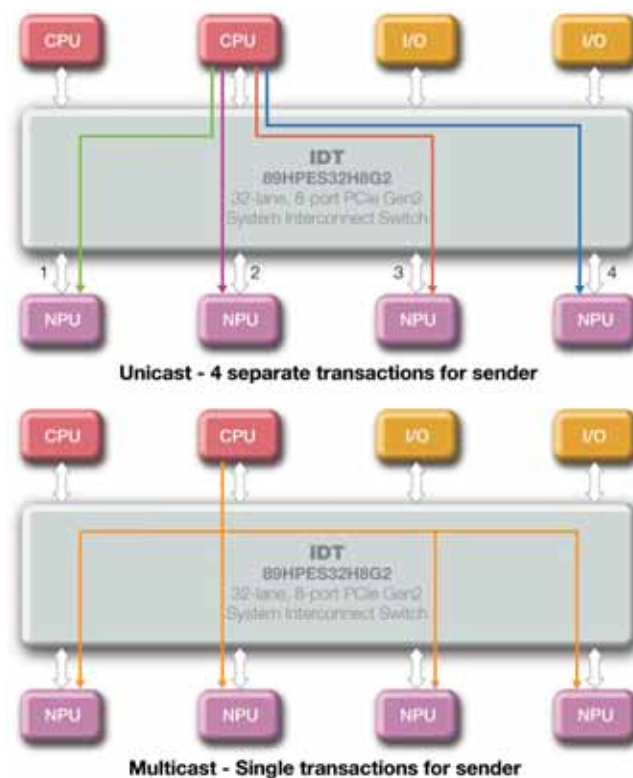 CPU CPU I/O I/O
IDT
89HPES32H8G2
32-lane, 8-port PCIe Gen2
System Interconnect Switch
1 2 3 4
NPU NPU NPU NPU
Unicast - 4 separate transactions for sender
CPU CPU I/O I/O
IDT
89HPES32H8G2
32-lane, 8-port PCIe Gen2
System Interconnect Switch
NPU NPU NPU NPU
Multicast - Single transactions for sender